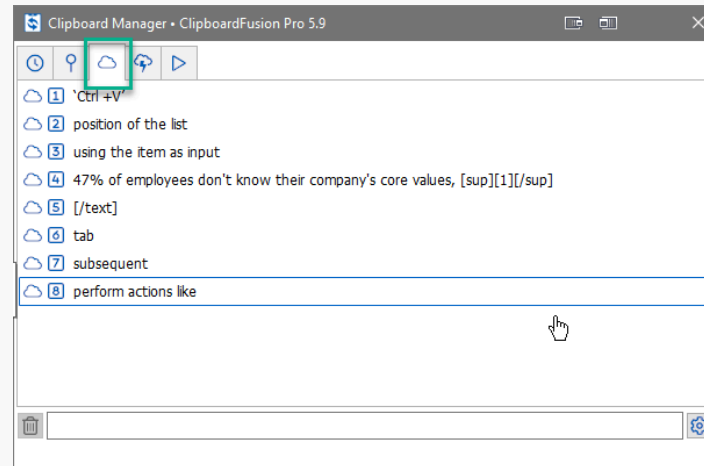 Clipboard Manager • ClipboardFusion Pro 5.9
1 `Ctrl +V’
2 position of the list
3 using the item as input
4 47% of employees don't know their company's core values, [sup][1][/sup]
5 [/text]
6 tab
7 subsequent
8 perform actions like